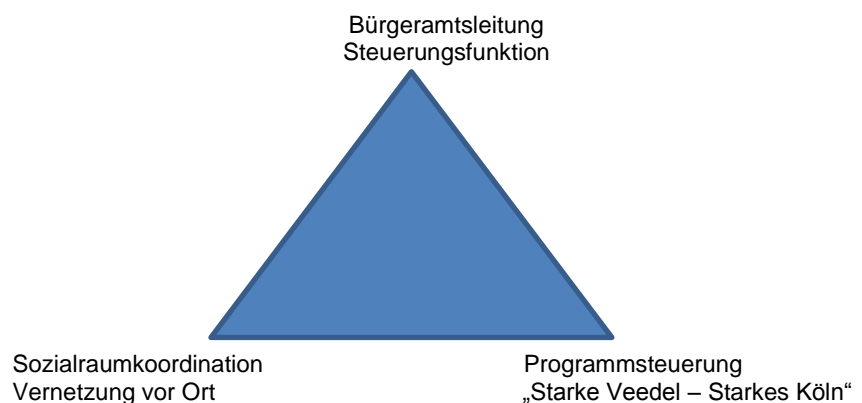 Bürgeramtsleitung
Steuerungsfunktion
Sozialraumkoordination
Vernetzung vor Ort
Programmsteuerung
„Starke Veedel – Starkes Köln“